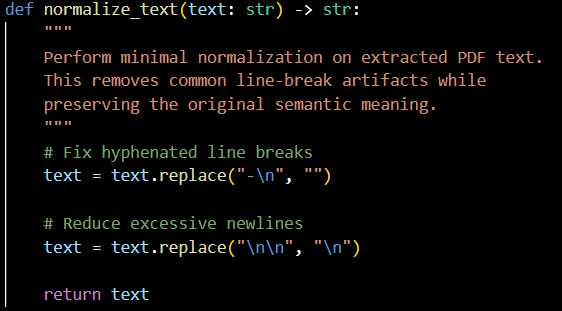 def normalize_text(text: str) -> str:
    """
    Perform minimal normalization on extracted PDF text.
    This removes common line-break artifacts while
    preserving the original semantic meaning.
    """
    # Fix hyphenated line breaks
    text = text.replace("-\n", "")

    # Reduce excessive newlines
    text = text.replace("\n\n", "\n")

    return text